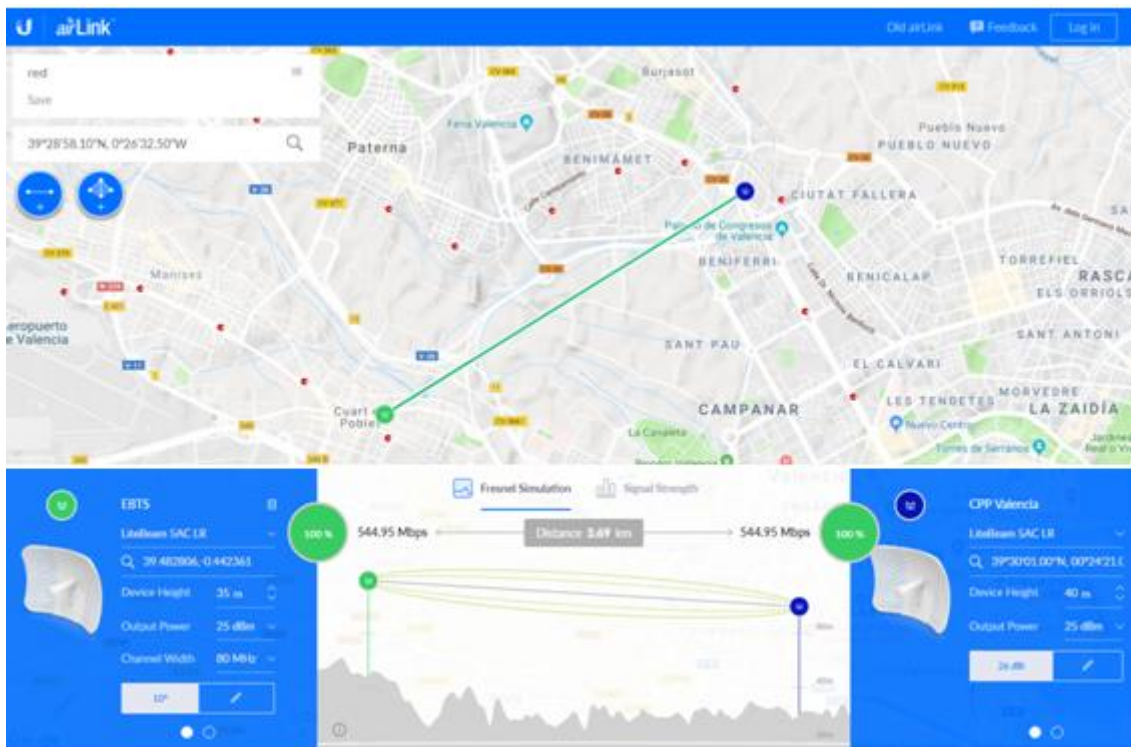 airLink
Old airLink
Feedback
Log in
red
Save
39°28'58.10"N, 0°26'32.50"W
Burjasot
Feria Valencia
Paterna
BENIMÀMET
Pueblo Nuevo
PUEBLO NUEVO
CIUTAT FALLERA
Palacio de Congresos
de Valencia
BENIFERRI
BENICALAP
TORREFIEL
RASCA
ELS ORRIOLS
Manises
Aeropuerto
de Valencia
SANT PAU
SANT ANTONI
EL CALVARI
Cuart
Poblet
CAMPANAR
La Canaleta
LES TENDETES
MORVEDRE
LA ZAIDÍA
Nuevo Centro
Torres de Serranos
EBTS
LiteBeam 5AC LR
39.482806, -0.442361
Device Height 35 m
Output Power 25 dBm
Channel Width 80 MHz
10°
Fresnel Simulation
Signal Strength
100 %
544.95 Mbps
Distance 3.69 km
544.95 Mbps
100 %
CPP Valencia
LiteBeam 5AC LR
39°30'01.00"N, 00°24'21.0
Device Height 40 m
Output Power 25 dBm
26 dB